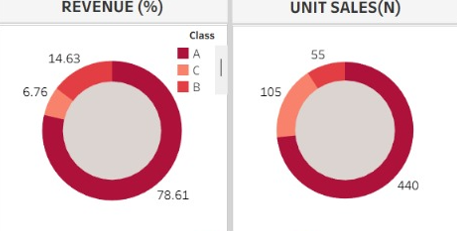 REVENUE (%)
Class
A
C
B
14.63
6.76
78.61
UNIT SALES(N)
55
105
440